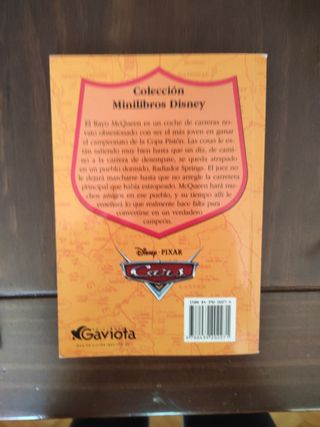 Colección
Minilibros Disney
El Rayo McQueen es un coche de carreras no-
vato obsesionado con ser el más joven en ganar
el campeonato de la Copa Pistón. Las cosas le es-
tán saliendo muy bien hasta que un día, de cami-
no a la carrera de desempate, se queda atrapado
en un pueblo dormido, Radiador Springs. El juez no
le dejará marcharse hasta que no arregle la carretera
principal que había estropeado. McQueen hará mu-
chos amigos en ese pueblo, y su tiempo allí le
enseñará lo que realmente hace falta para
convertirse en un verdadero
campeón.
Disney · PIXAR
Cars
Gaviota